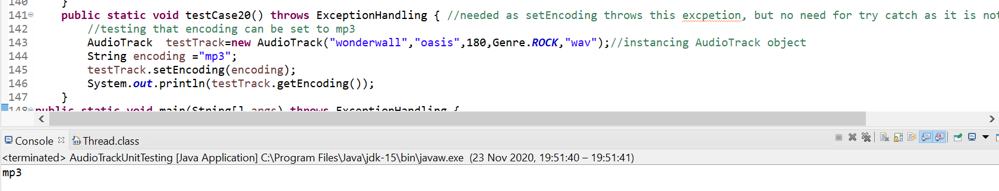 140 }
141 public static void testCase20() throws ExceptionHandling { //needed as setEncoding throws this excpetion, but no need for try catch as it is not
142 //testing that encoding can be set to mp3
143 AudioTrack testTrack=new AudioTrack("wonderwall","oasis",180,Genre.ROCK,"wav");//instancing AudioTrack object
144 String encoding ="mp3";
145 testTrack.setEncoding(encoding);
146 System.out.println(testTrack.getEncoding());
147 }
148 public static void main(String[] args) throws ExceptionHandling {
Console Thread.class
<terminated> AudioTrackUnitTesting [Java Application] C:\Program Files\Java\jdk-15\bin\javaw.exe (23 Nov 2020, 19:51:40 – 19:51:41)
mp3